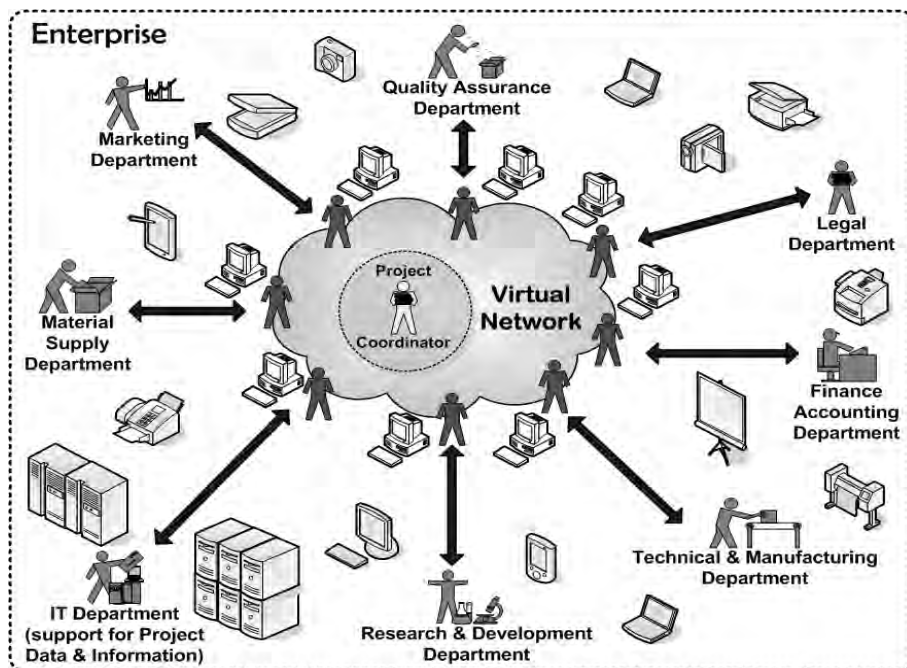 Enterprise
Quality Assurance
Department
Marketing
Department
Legal
Department
Project
Coordinator
Virtual
Network
Material
Supply
Department
Finance
Accounting
Department
Technical & Manufacturing
Department
IT Department
(support for Project
Data & Information)
Research & Development
Department